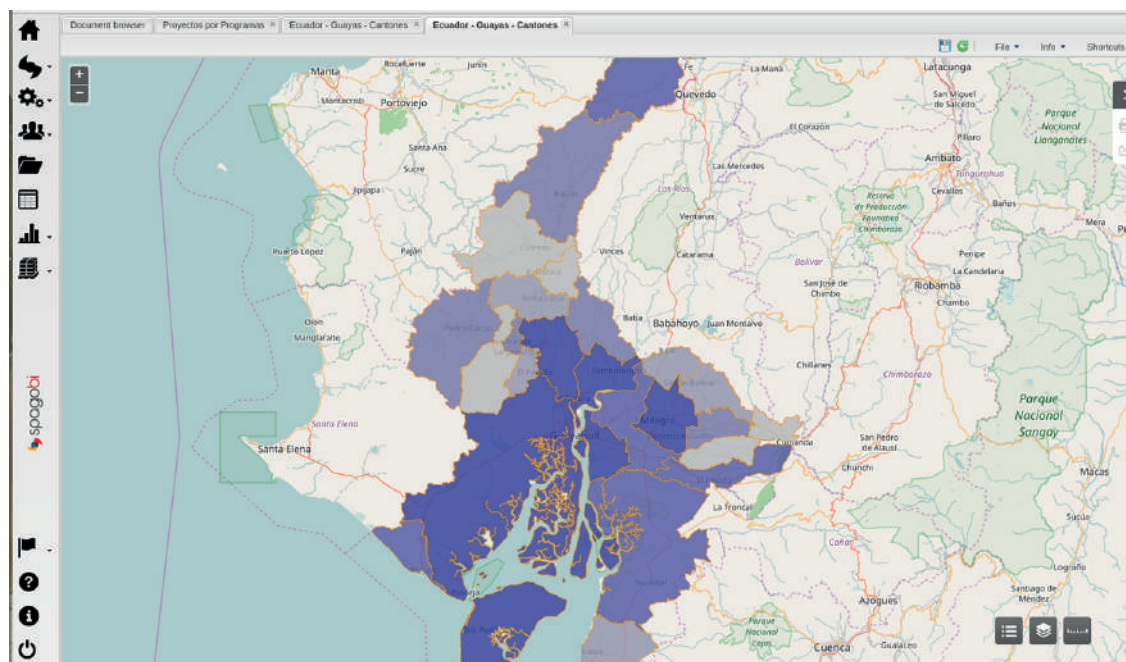 Document browser
Proyectos por Programas
Ecuador - Guayas - Cantones
Ecuador - Guayas - Cantones
File
Info
Shortcuts
+
−
Manta
Rocafuerte
Junín
Fe
La Maná
Latacunga
Montecristi
Portoviejo
Quevedo
San Miguel
de Salcedo
El Corazón
Píllaro
Parque
Nacional
Llanganates
Santa Ana
Sucre
Las Mercedes
Ambato
Tungurahua
Jipijapa
Los Ríos
Cevallos
Baños
Reserva
de Producción
Faunística
Chimborazo
Mera
Ventanas
Puerto López
Paján
Vinces
Catarama
Bolívar
Penipe
La Candelaria
San José de
Chimbo
Riobamba
Chambo
Olón
Manglaralto
Baba
Babahoyo
Juan Montalvo
Pedro Carbo
Chillanes
Chimborazo
Parque
Nacional
Sangay
Santa Elena
Milagro
Santa Elena
Cumandá
San Pedro
de Alausí
Chunchi
Macas
La Troncal
Sucúa
Cañar
Logroño
Naranjal
Santiago de
Méndez
Azogues
Parque
Nacional
Cajas
Cuenca
Gualaceo
spagobi